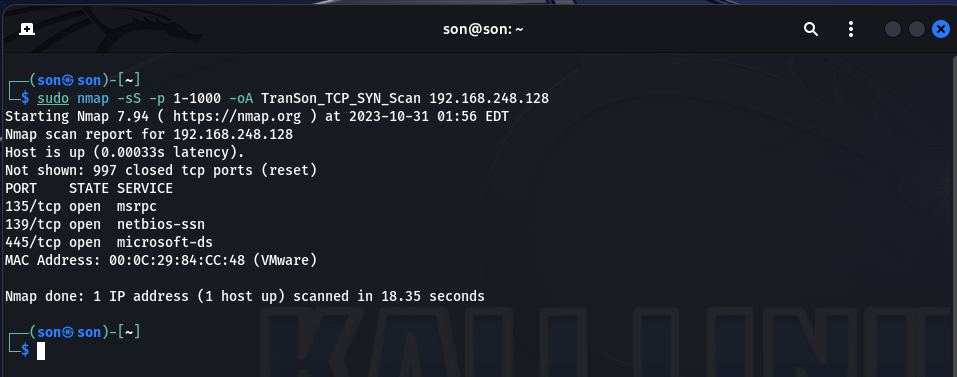 son@son: ~
┌──(son㉿son)-[~]
└─$ sudo nmap -sS -p 1-1000 -oA TranSon_TCP_SYN_Scan 192.168.248.128
Starting Nmap 7.94 ( https://nmap.org ) at 2023-10-31 01:56 EDT
Nmap scan report for 192.168.248.128
Host is up (0.00033s latency).
Not shown: 997 closed tcp ports (reset)
PORT    STATE SERVICE
135/tcp open  msrpc
139/tcp open  netbios-ssn
445/tcp open  microsoft-ds
MAC Address: 00:0C:29:84:CC:48 (VMware)
Nmap done: 1 IP address (1 host up) scanned in 18.35 seconds
┌──(son㉿son)-[~]
└─$